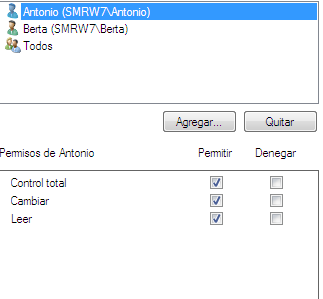 Antonio (SMRW7\Antonio)
Berta (SMRW7\Berta)
Todos
Agregar... Quitar
Permisos de Antonio Permitir Denegar
Control total
Cambiar
Leer